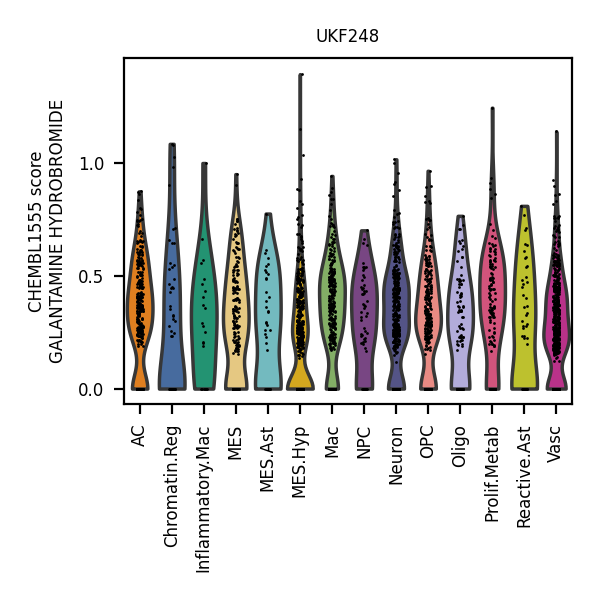 UKF248
CHEMBL1555 score
GALANTAMINE HYDROBROMIDE
1.0
0.5
0.0
AC
Chromatin.Reg
Inflammatory.Mac
MES
MES.Ast
MES.Hyp
Mac
NPC
Neuron
OPC
Oligo
Prolif.Metab
Reactive.Ast
Vasc